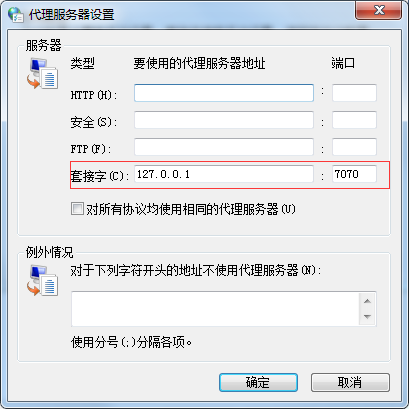 代理服务器设置
服务器
类型 要使用的代理服务器地址 端口
HTTP(H): :
安全(S): :
FTP(F): :
套接字(C): 127.0.0.1 : 7070
对所有协议均使用相同的代理服务器(U)
例外情况
对于下列字符开头的地址不使用代理服务器(N):
使用分号(;)分隔各项。
确定 取消